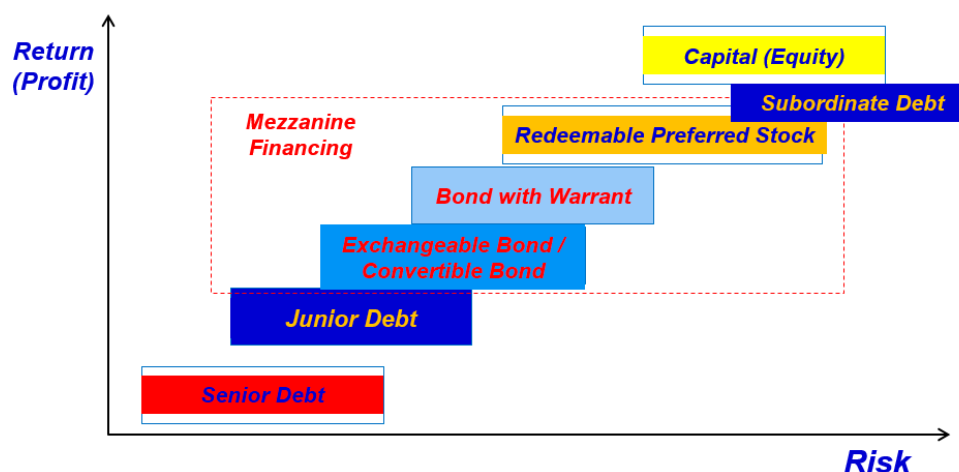 Return
(Profit)
Capital (Equity)
Subordinate Debt
Mezzanine
Financing
Redeemable Preferred Stock
Bond with Warrant
Exchangeable Bond /
Convertible Bond
Junior Debt
Senior Debt
Risk